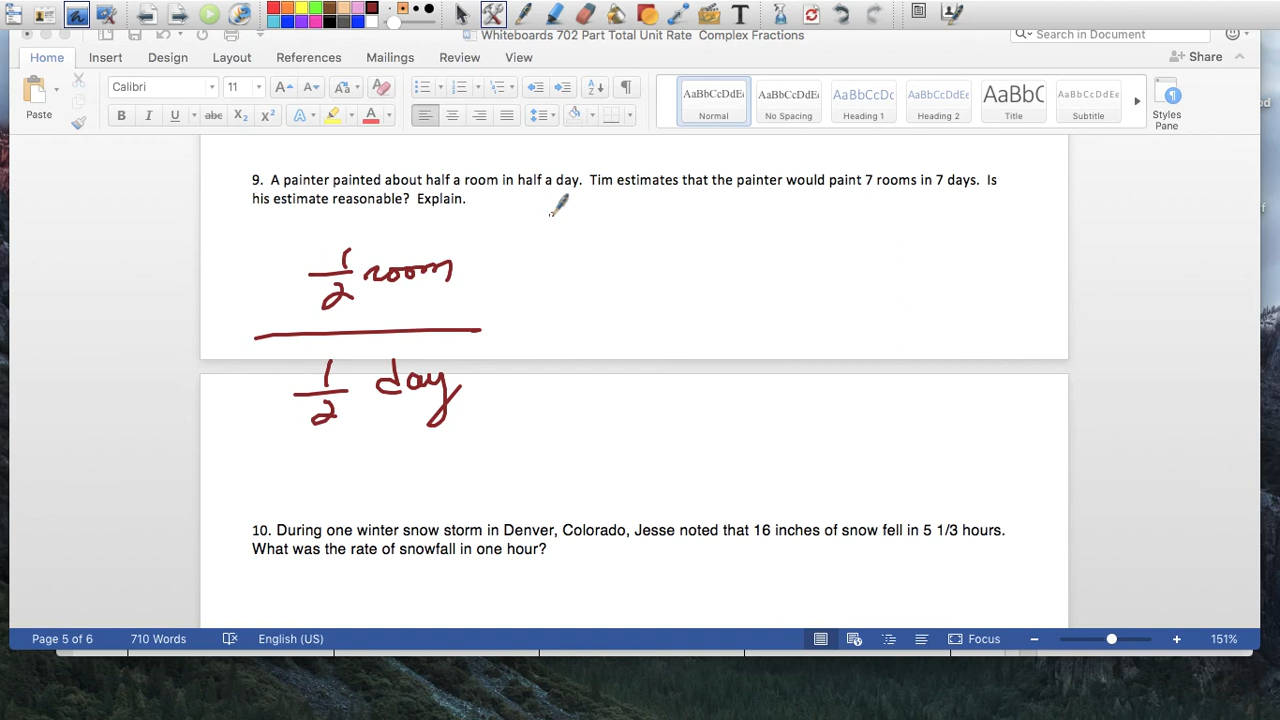 Whiteboards 702 Part Total Unit Rate Complex Fractions
Search in Document
Home Insert Design Layout References Mailings Review View
Share
Paste
Calibri 11
AaBbCcDdEe AaBbCcDdEe AaBbCcDc AaBbCcDdEe AaBbC AaBbCcDdEe
Normal No Spacing Heading 1 Heading 2 Title Subtitle
Styles Pane
9. A painter painted about half a room in half a day. Tim estimates that the painter would paint 7 rooms in 7 days. Is
his estimate reasonable? Explain.
1
2 room
1
2 day
10. During one winter snow storm in Denver, Colorado, Jesse noted that 16 inches of snow fell in 5 1/3 hours.
What was the rate of snowfall in one hour?
Page 5 of 6 710 Words English (US) Focus 151%